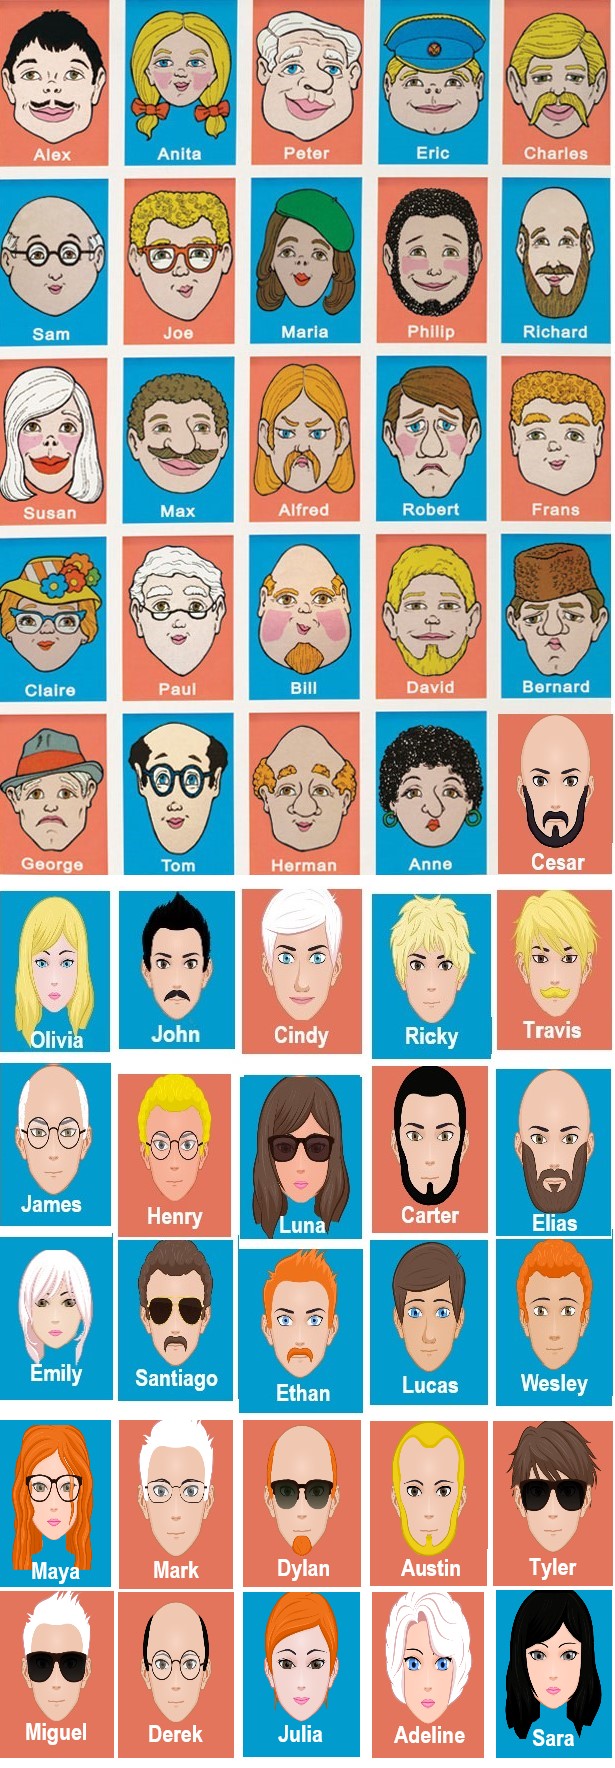 Alex Anita Peter Eric Charles
Sam Joe Maria Philip Richard
Susan Max Alfred Robert Frans
Claire Paul Bill David Bernard
George Tom Herman Anne Cesar
Olivia John Cindy Ricky Travis
James Henry Luna Carter Elias
Emily Santiago Ethan Lucas Wesley
Maya Mark Dylan Austin Tyler
Miguel Derek Julia Adeline Sara